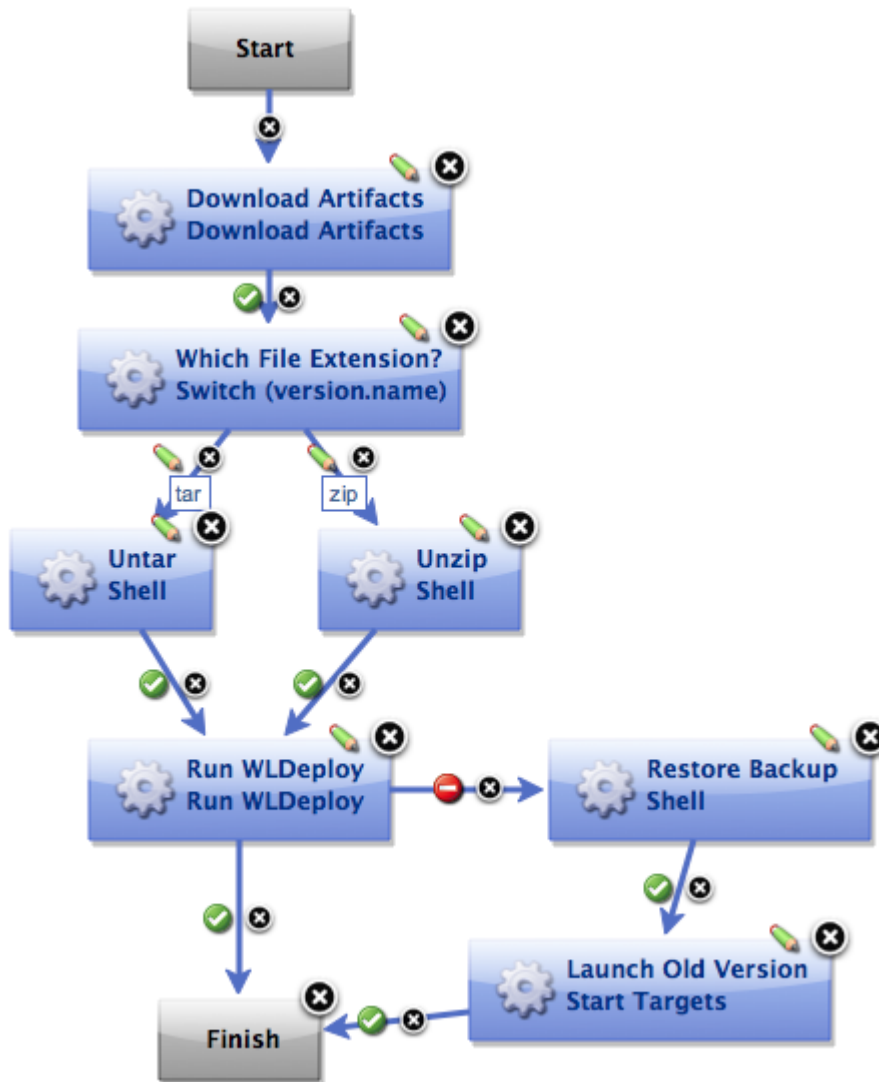 Start
Download Artifacts
Download Artifacts
Which File Extension?
Switch (version.name)
tar
zip
Untar
Shell
Unzip
Shell
Run WLDeploy
Run WLDeploy
Restore Backup
Shell
Launch Old Version
Start Targets
Finish